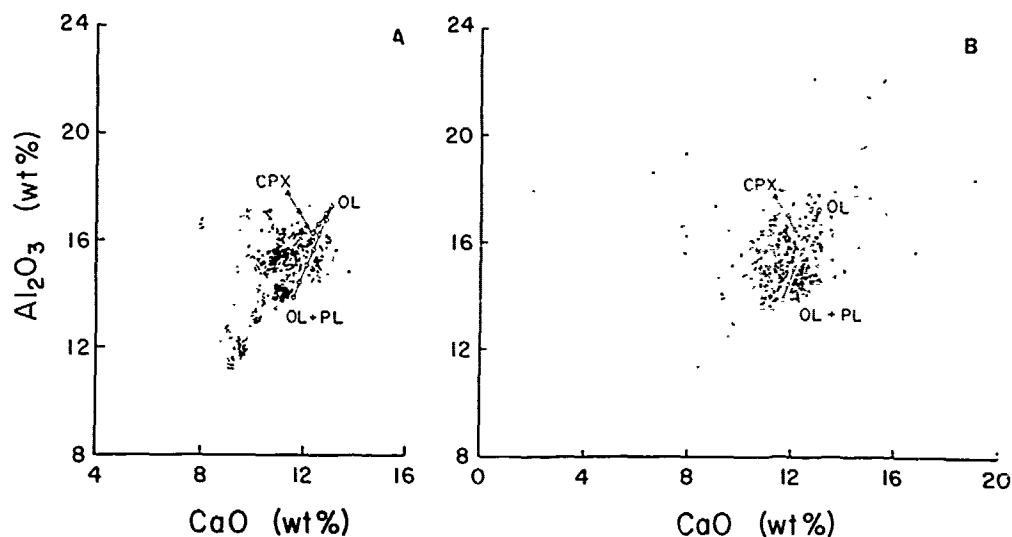 24
A
20
16
12
8
Al₂O₃ (wt%)
CPX
OL
OL + PL
4
8
12
16
CaO (wt%)
24
B
20
16
12
8
CPX
OL
OL + PL
0
4
8
12
16
20
CaO (wt%)